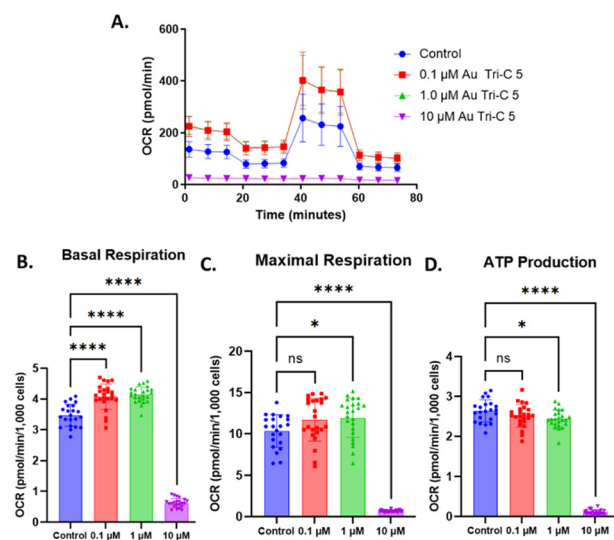 A.
600
400
200
0
OCR (pmol/min)
0 20 40 60 80
Time (minutes)
Control
0.1 µM Au Tri-C 5
1.0 µM Au Tri-C 5
10 µM Au Tri-C 5
B.
Basal Respiration
****
****
****
5
4
3
2
1
0
OCR (pmol/min/1,000 cells)
Control 0.1 µM 1 µM 10 µM
C.
Maximal Respiration
****
*
ns
20
15
10
5
0
OCR (pmol/min/1,000 cells)
Control 0.1 µM 1 µM 10 µM
D.
ATP Production
****
*
ns
4
3
2
1
0
OCR (pmol/min/1,000 cells)
Control 0.1 µM 1 µM 10 µM